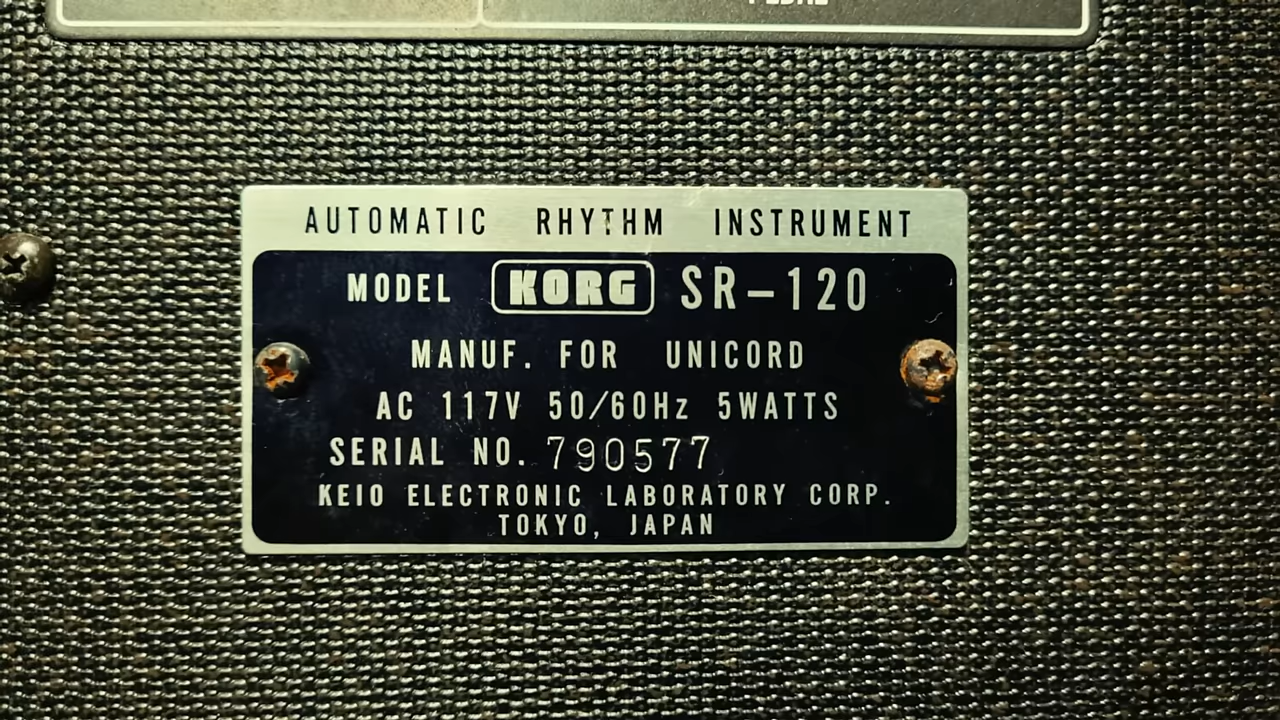 PEDAL
AUTOMATIC RHYTHM INSTRUMENT
MODEL KORG SR-120
MANUF. FOR UNICORD
AC 117V 50/60Hz 5WATTS
SERIAL NO. 790577
KEIO ELECTRONIC LABORATORY CORP.
TOKYO, JAPAN